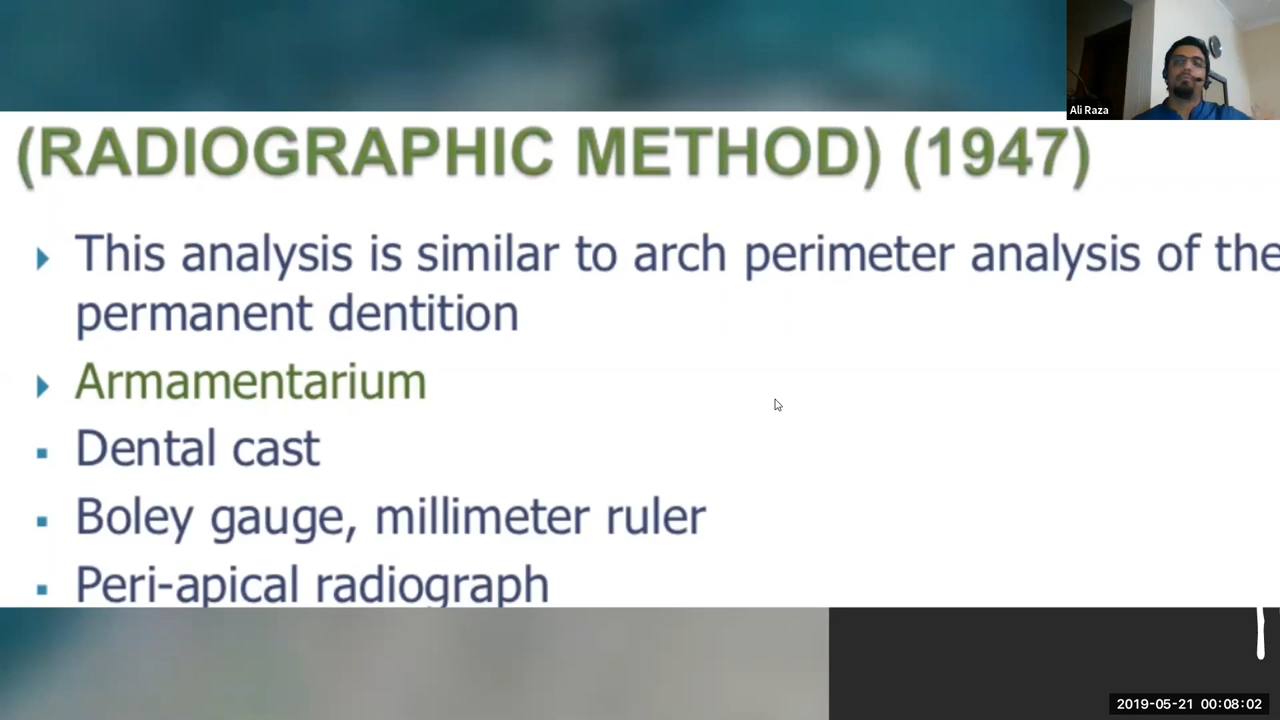 Ali Raza
(RADIOGRAPHIC METHOD) (1947)
This analysis is similar to arch perimeter analysis of the
permanent dentition
Armamentarium
Dental cast
Boley gauge, millimeter ruler
Peri-apical radiograph
2019-05-21 00:08:02